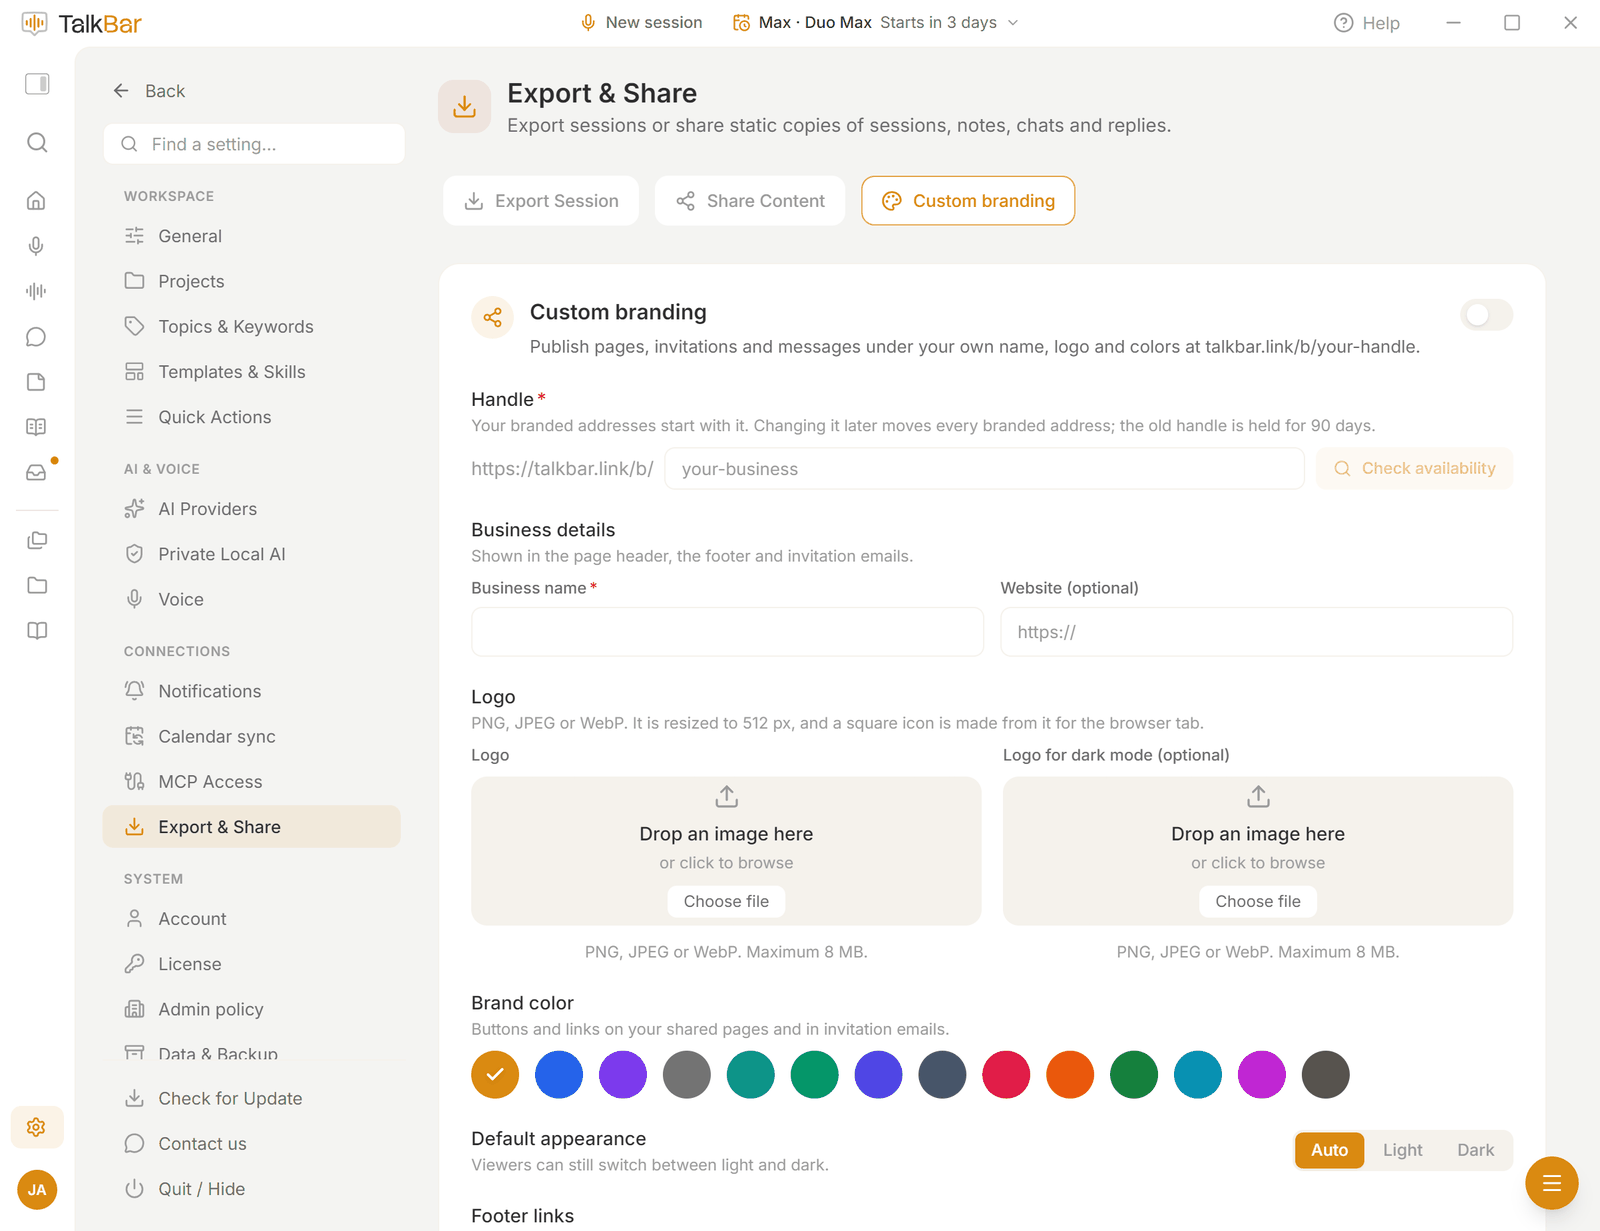 TalkBar
New session
Max · Duo Max Starts in 3 days
Help
Back
Find a setting...
WORKSPACE
General
Projects
Topics & Keywords
Templates & Skills
Quick Actions
AI & VOICE
AI Providers
Private Local AI
Voice
CONNECTIONS
Notifications
Calendar sync
MCP Access
Export & Share
SYSTEM
Account
License
Admin policy
Data & Backup
Check for Update
Contact us
Quit / Hide
JA
Export & Share
Export sessions or share static copies of sessions, notes, chats and replies.
Export Session
Share Content
Custom branding
Custom branding
Publish pages, invitations and messages under your own name, logo and colors at talkbar.link/b/your-handle.
Handle *
Your branded addresses start with it. Changing it later moves every branded address; the old handle is held for 90 days.
https://talkbar.link/b/ your-business Check availability
Business details
Shown in the page header, the footer and invitation emails.
Business name * Website (optional)
https://
Logo
PNG, JPEG or WebP. It is resized to 512 px, and a square icon is made from it for the browser tab.
Logo Logo for dark mode (optional)
Drop an image here Drop an image here
or click to browse or click to browse
Choose file Choose file
PNG, JPEG or WebP. Maximum 8 MB. PNG, JPEG or WebP. Maximum 8 MB.
Brand color
Buttons and links on your shared pages and in invitation emails.
Default appearance
Viewers can still switch between light and dark.
Auto Light Dark
Footer links